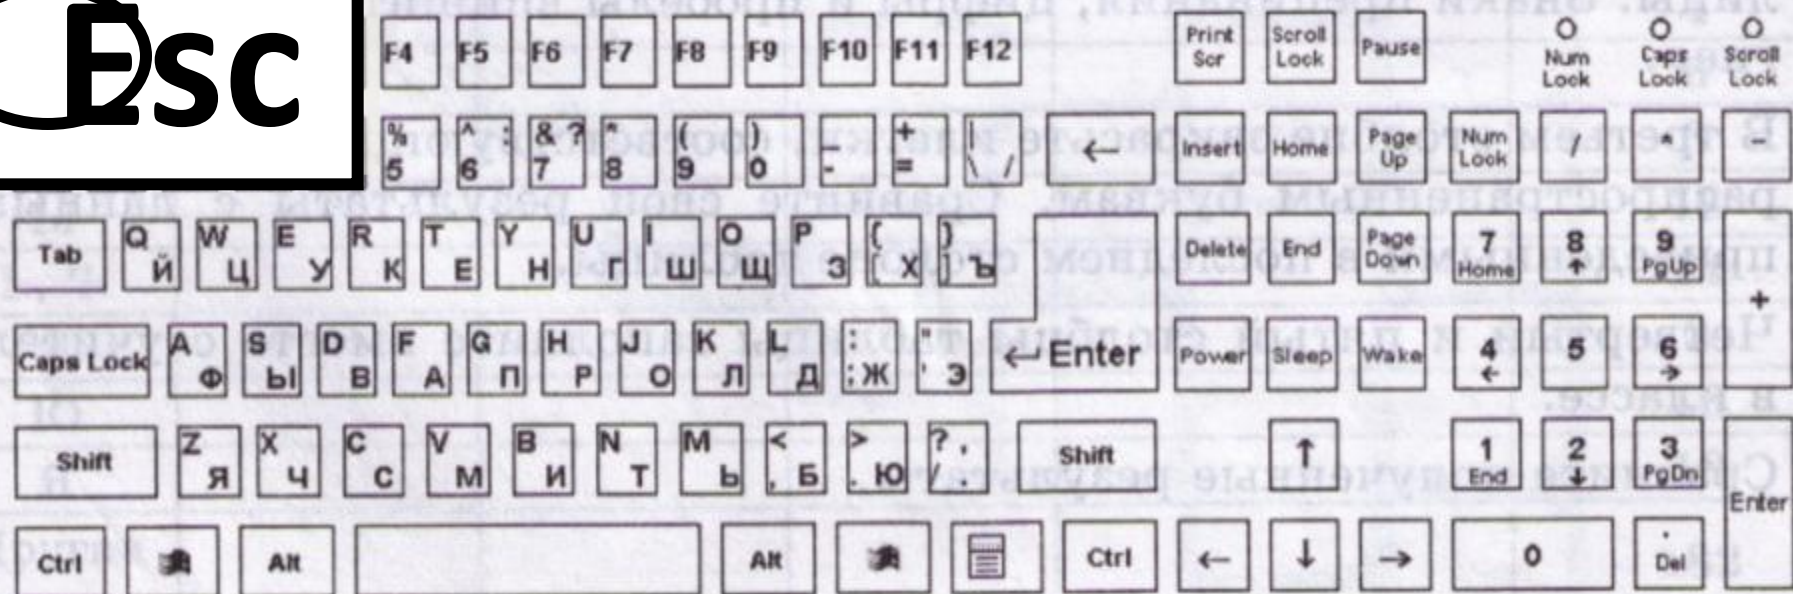 Esc
F4 F5 F6 F7 F8 F9 F10 F11 F12 Print Scr Scroll Lock Pause Num Lock Caps Lock Scroll Lock
% 5 ^ : 6 & ? 7 * 8 ( 9 ) 0 _ - + = | \ / ← Insert Home Page Up Num Lock / * -
Tab Q Й W Ц E У R К T Е Y Н U Г I Ш O Щ P З { [ Х } ] Ъ Delete End Page Down 7 Home 8 ↑ 9 PgUp +
Caps Lock A Ф S Ы D В F А G П H Р J О K Л L Д : ; Ж " ' Э ↵ Enter Power Sleep Wake 4 ← 5 6 →
Shift Z Я X Ч C С V М B И N Т M Ь < , Б > . Ю ? , / . Shift ↑ 1 End 2 ↓ 3 PgDn Enter
Ctrl Alt Alt Ctrl ← ↓ → 0 . Del